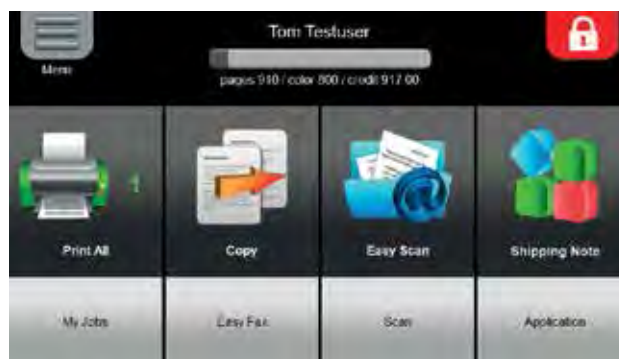 Tom Testuser
Menu
pages 910 / color 800 / credit 917.00
1
Print All
Copy
Easy Scan
Shipping Note
My Jobs
Easy Fax
Scan
Application